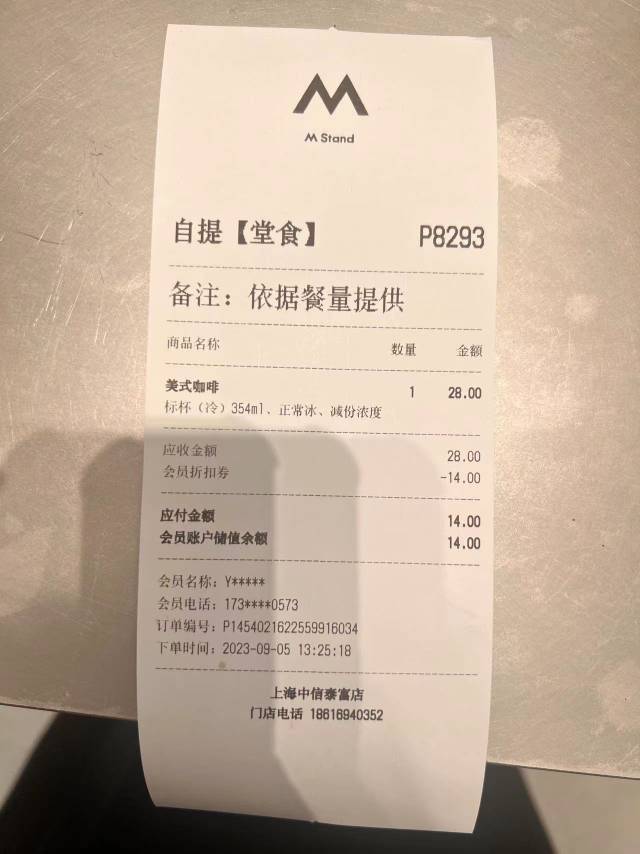 M Stand
自提【堂食】 P8293
备注：依据餐量提供
商品名称 数量 金额
美式咖啡 1 28.00
标杯（冷）354ml、正常冰、减份浓度
应收金额 28.00
会员折扣券 -14.00
应付金额 14.00
会员账户储值余额 14.00
会员名称：Y*****
会员电话：173****0573
订单编号：P1454021622559916034
下单时间：2023-09-05 13:25:18
上海中信泰富店
门店电话 18616940352